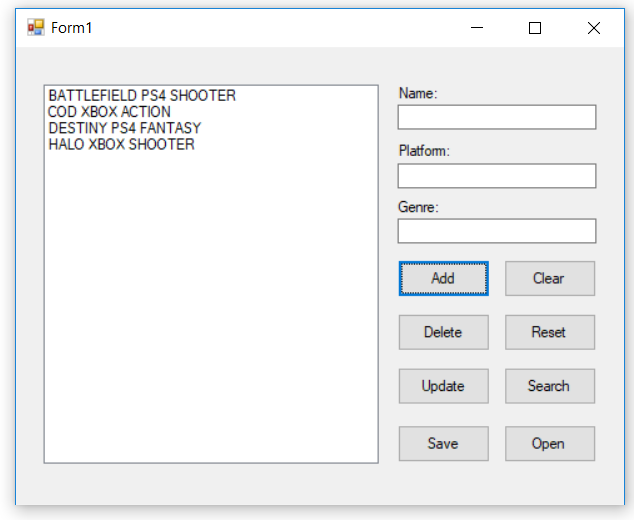 Form1
BATTLEFIELD PS4 SHOOTER
COD XBOX ACTION
DESTINY PS4 FANTASY
HALO XBOX SHOOTER
Name:
Platform:
Genre:
Add Clear
Delete Reset
Update Search
Save Open